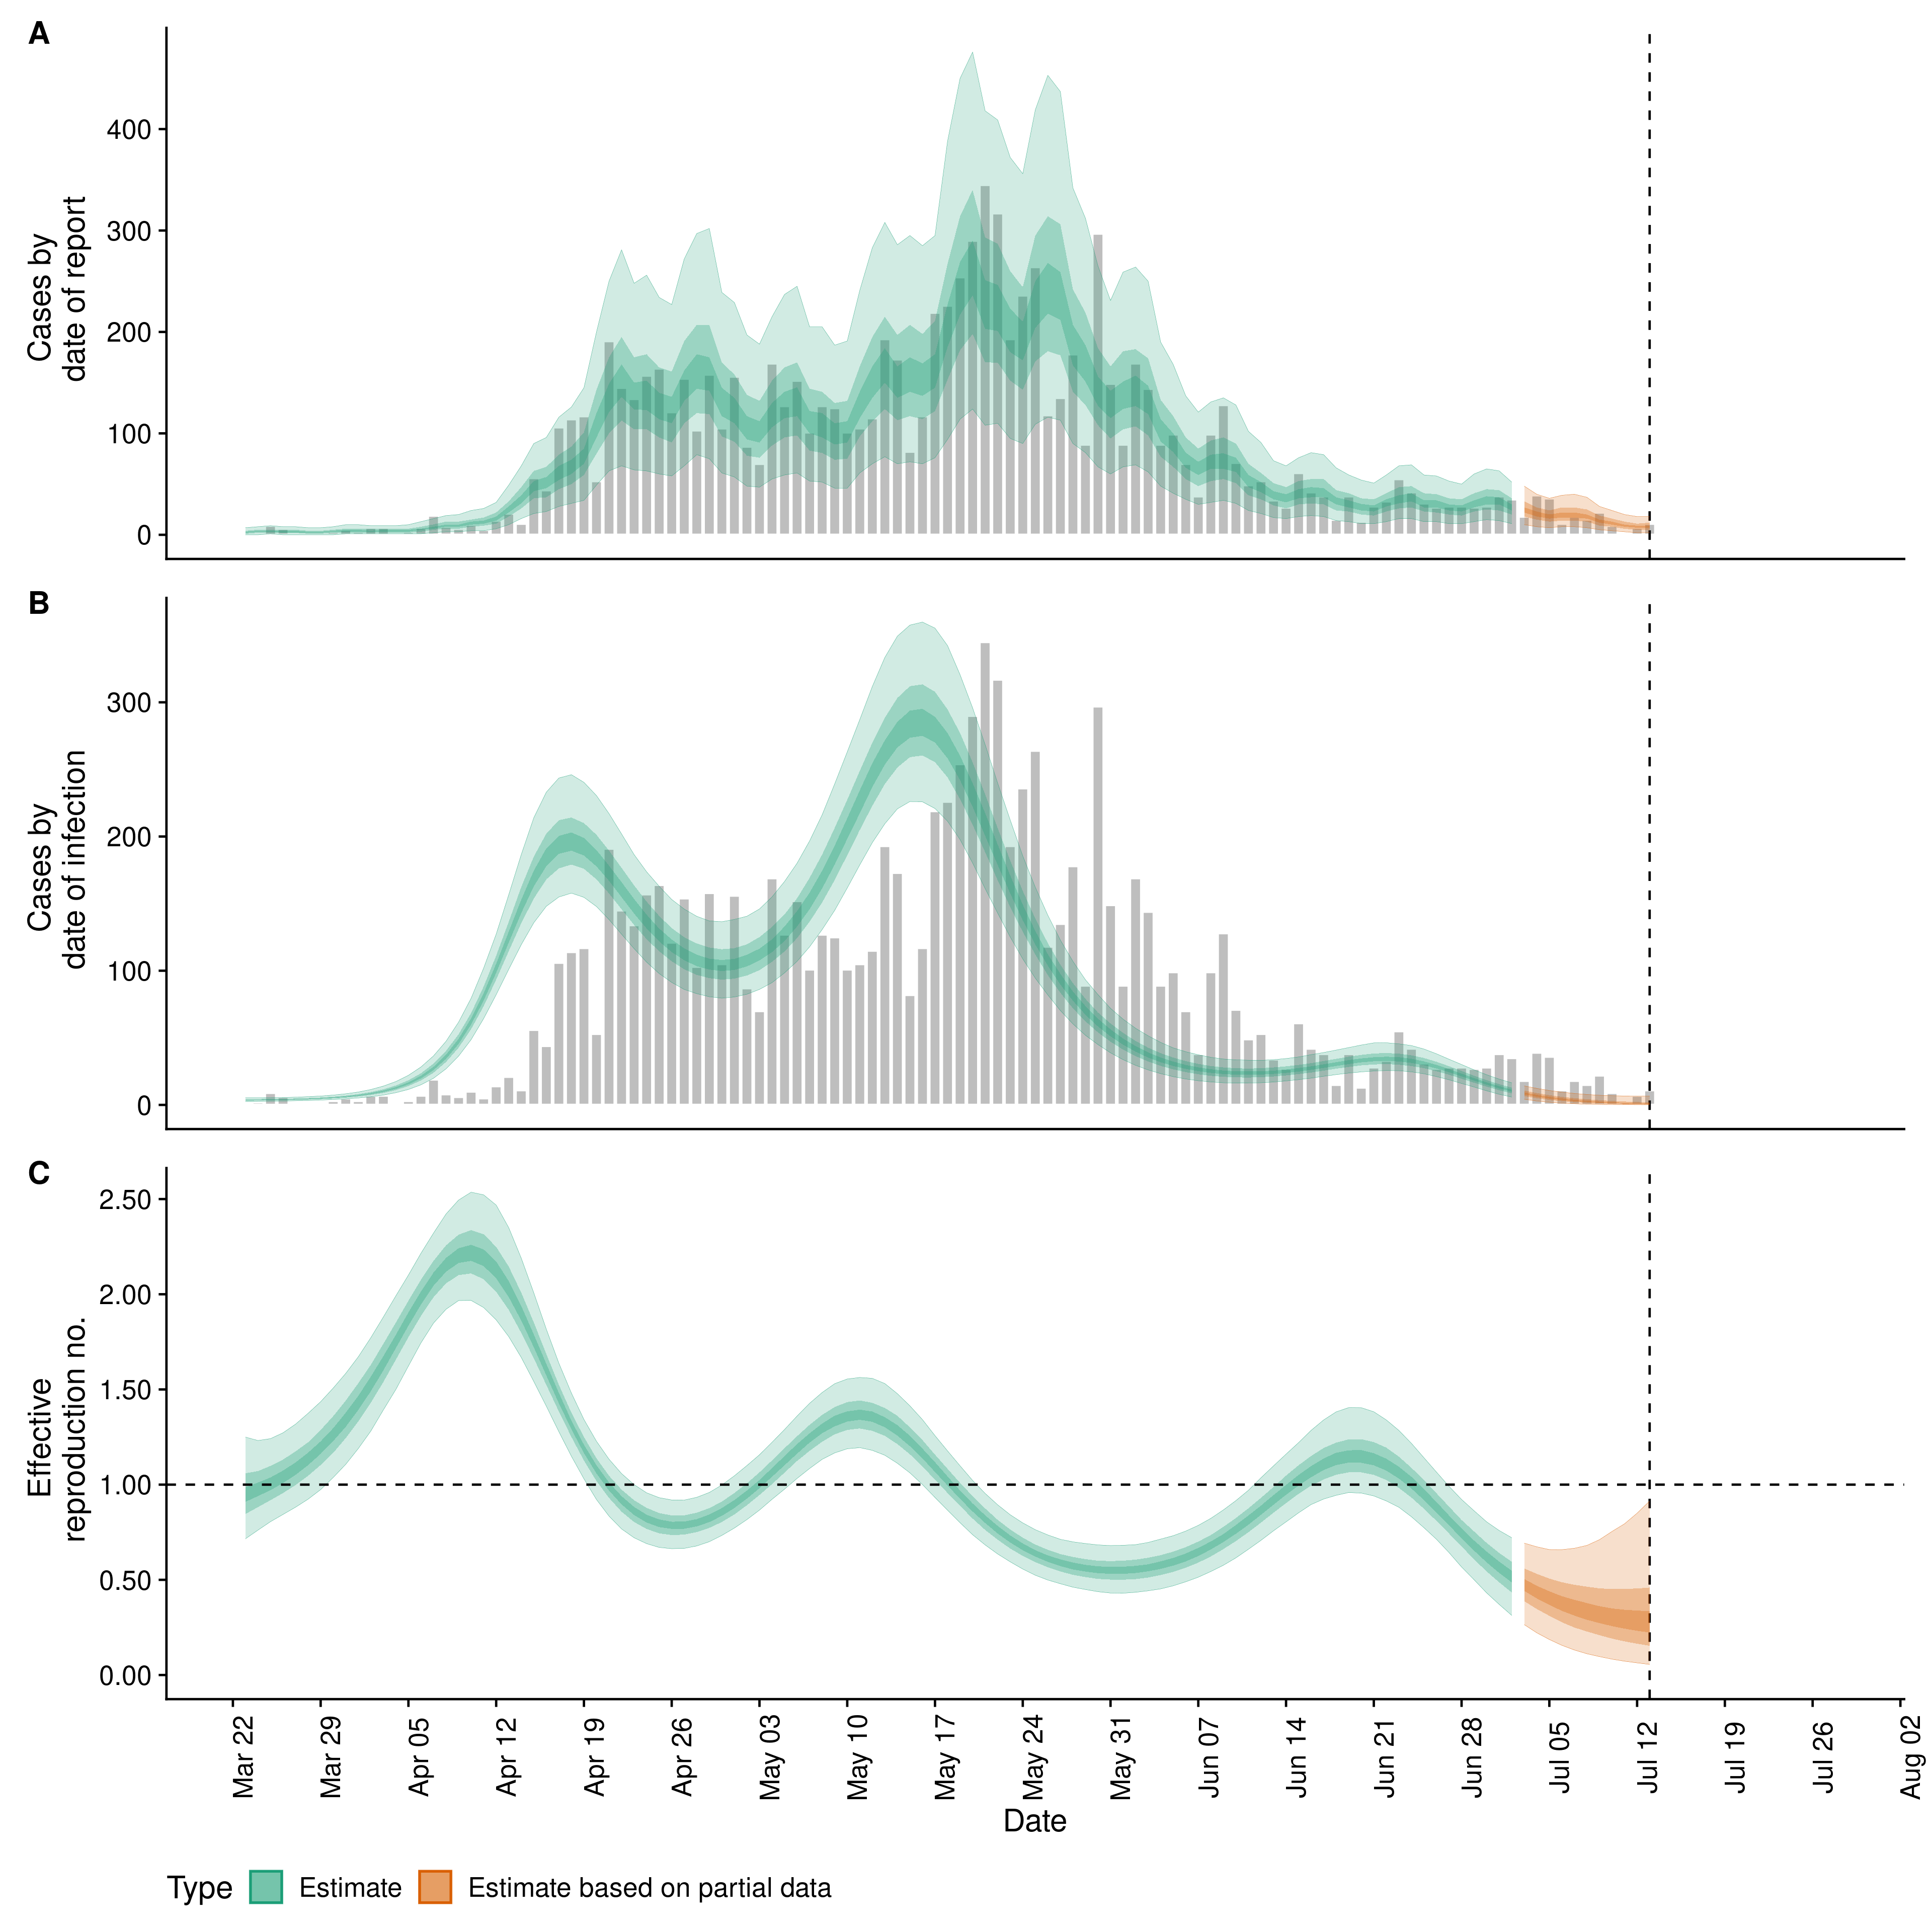 A
Cases by
date of report
400
300
200
100
0
B
Cases by
date of infection
300
200
100
0
C
Effective
reproduction no.
2.50
2.00
1.50
1.00
0.50
0.00
Mar 22
Mar 29
Apr 05
Apr 12
Apr 19
Apr 26
May 03
May 10
May 17
May 24
May 31
Jun 07
Jun 14
Jun 21
Jun 28
Jul 05
Jul 12
Jul 19
Jul 26
Aug 02
Date
Type Estimate Estimate based on partial data